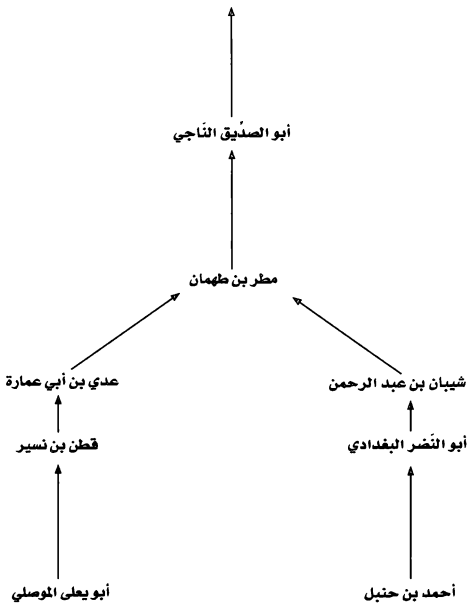 أبو الصدِّيق النَاجي
مطر بن طهمان
شيبان بن عبد الرحمن
عدي بن أبي عمارة
أبو النَضر البغدادي
قطن بن نسير
أحمد بن حنبل
أبو يعلى الموصلي